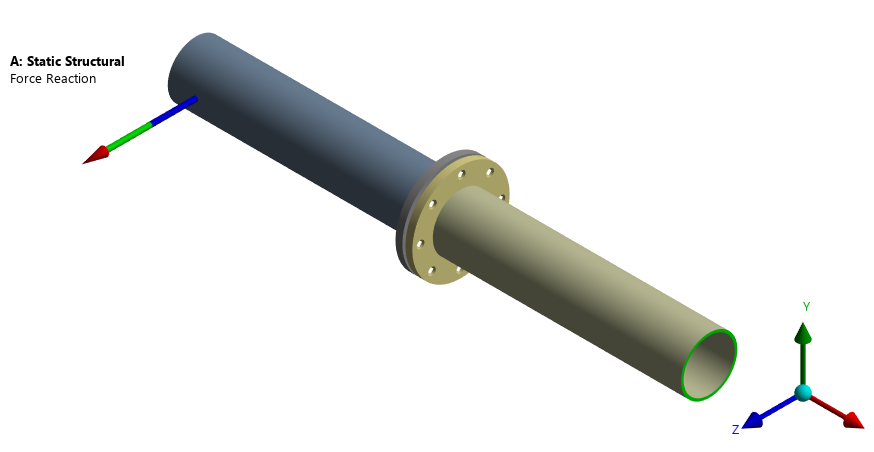 A: Static Structural
Force Reaction
Y
Z